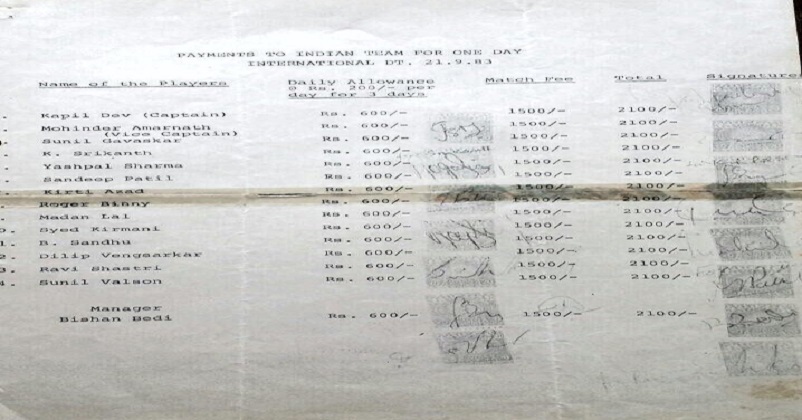 PAYMENTS TO INDIAN TEAM FOR ONE DAY
INTERNATIONAL DT. 21.9.83
Name of the Players Daily Allowance @ Rs. 200/- per day for 3 days Match Fee Total Signature
Kapil Dev (Captain) Rs. 600/- 1500/- 2100/-
Mohinder Amarnath (Vice Captain) Rs. 600/- 1500/- 2100/-
Sunil Gavaskar Rs. 600/- 1500/- 2100/-
K. Srikanth Rs. 600/- 1500/- 2100/-
Yashpal Sharma Rs. 600/- 1500/- 2100/-
Sandeep Patil Rs. 600/- 1500/- 2100/-
Kirti Azad Rs. 600/- 1500/- 2100/-
Roger Binny Rs. 600/- 1500/- 2100/-
Madan Lal Rs. 600/- 1500/- 2100/-
Syed Kirmani Rs. 600/- 1500/- 2100/-
B. Sandhu Rs. 600/- 1500/- 2100/-
2. Dilip Vengsarkar Rs. 600/- 1500/- 2100/-
3. Ravi Shastri Rs. 600/- 1500/- 2100/-
4. Sunil Valson Rs. 600/- 1500/- 2100/-
Manager
Bishan Bedi Rs. 600/- 1500/- 2100/-